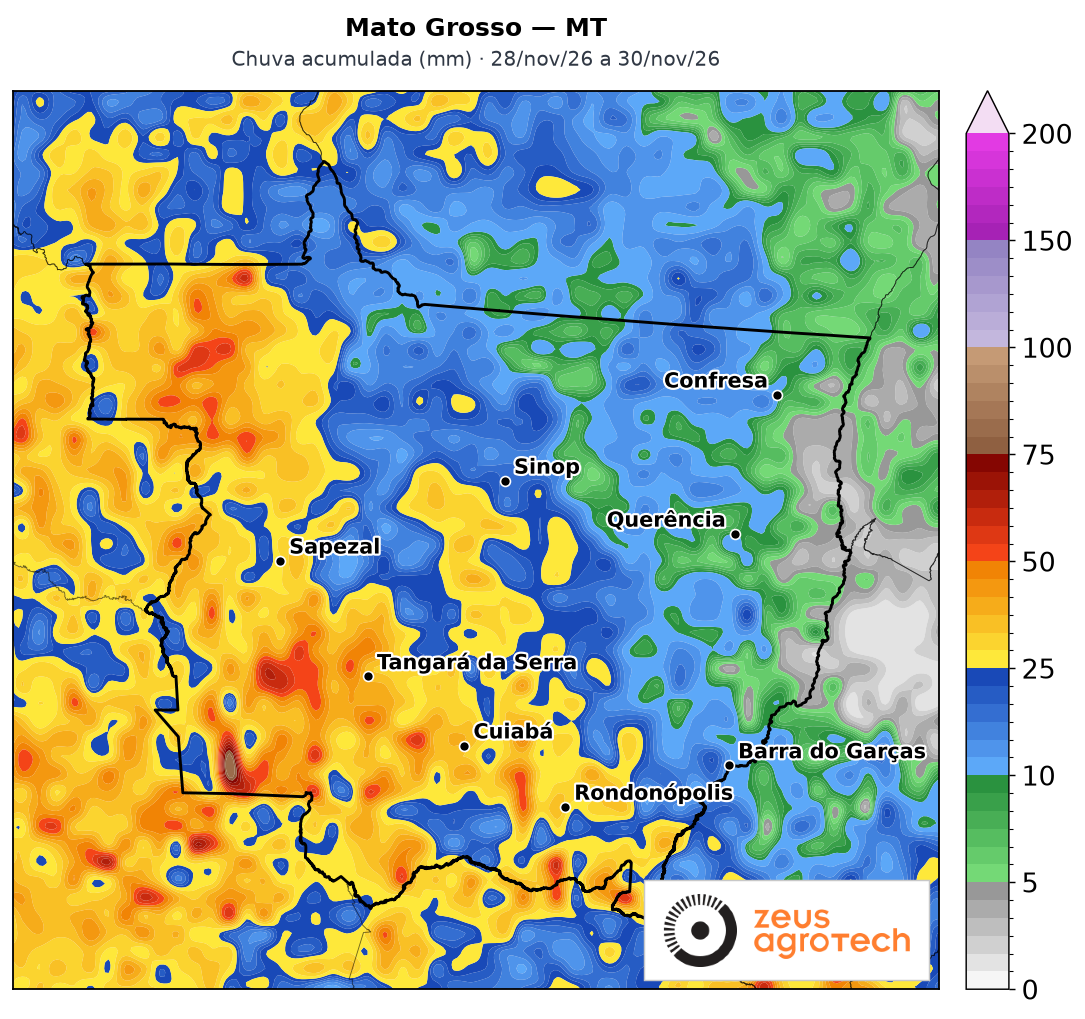 Mato Grosso — MT
Chuva acumulada (mm) · 28/nov/26 a 30/nov/26
200
150
100
75
50
25
10
5
0
Confresa
Sinop
Querência
Sapezal
Tangará da Serra
Cuiabá
Barra do Garças
Rondonópolis
zeus
agrotech